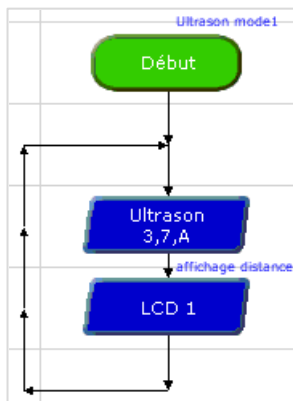 Ultrason mode1
Début
Ultrason
3,7,A
affichage distance
LCD 1